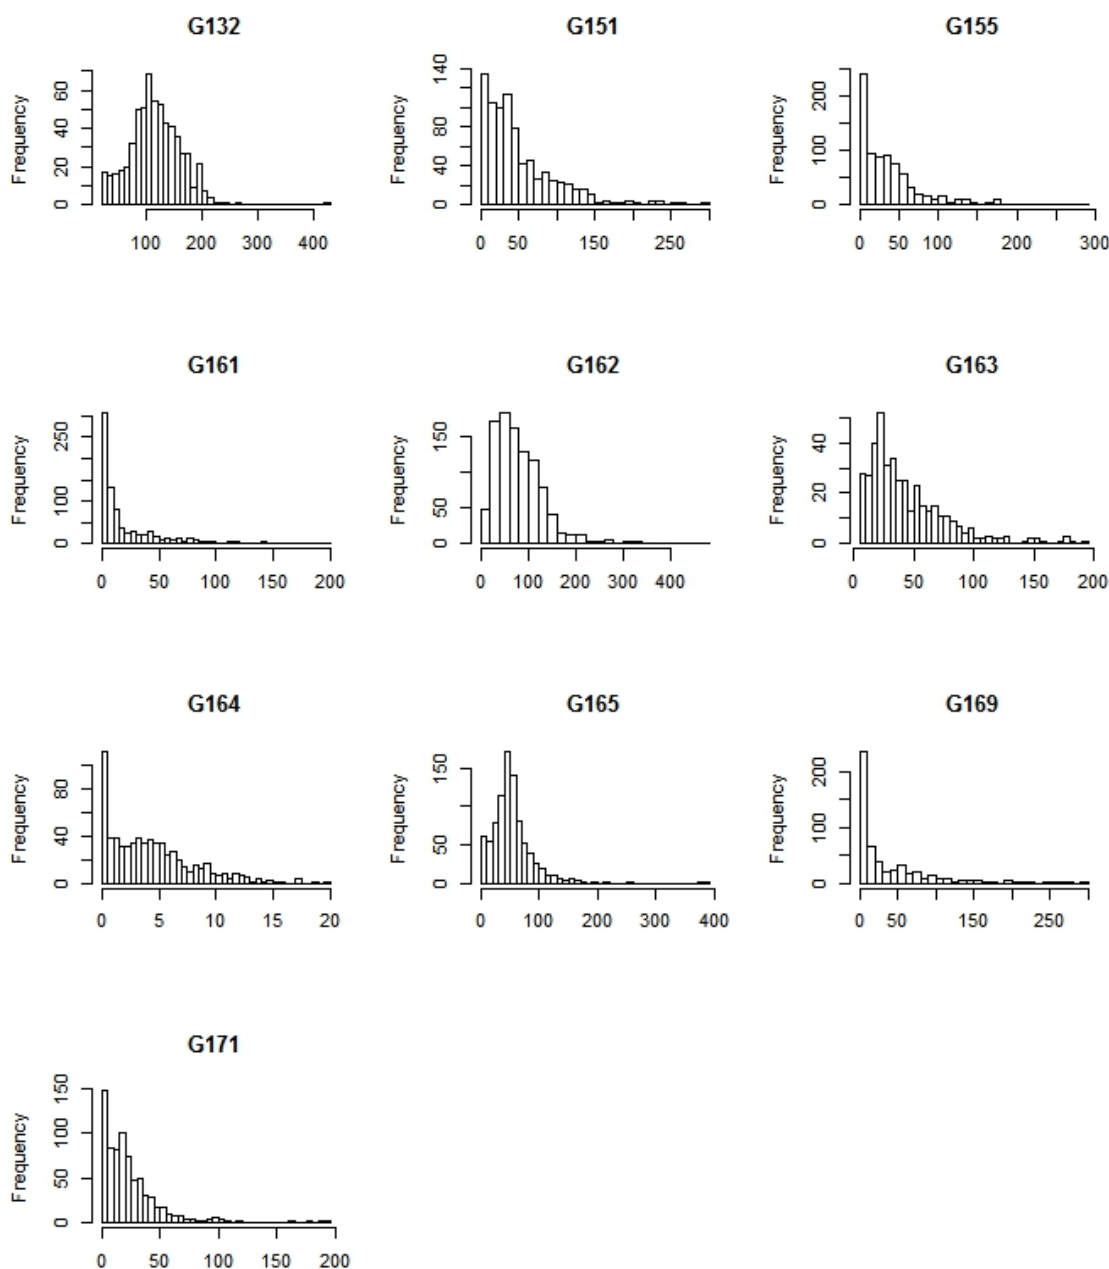 G132
Frequency
0 20 40 60
100 200 300 400
G151
Frequency
0 40 80 140
0 50 150 250
G155
Frequency
0 100 200
0 50 100 200 300
G161
Frequency
0 100 250
0 50 100 150 200
G162
Frequency
0 50 150
0 100 200 300 400
G163
Frequency
0 20 40
0 50 100 150 200
G164
Frequency
0 40 80
0 5 10 15 20
G165
Frequency
0 50 150
0 100 200 300 400
G169
Frequency
0 100 200
0 50 150 250
G171
Frequency
0 50 100 150
0 50 100 150 200